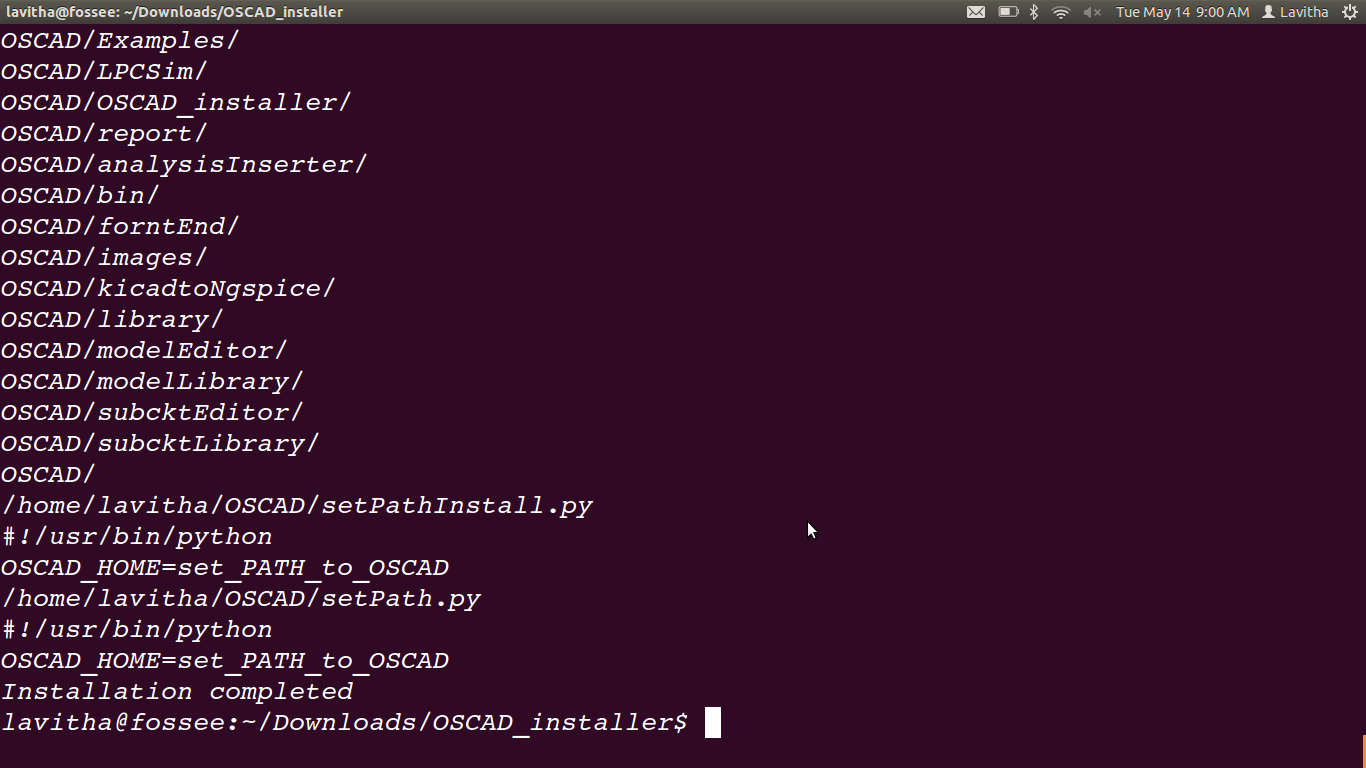 lavitha@fossee: ~/Downloads/OSCAD_installer Tue May 14 9:00 AM Lavitha
OSCAD/Examples/
OSCAD/LPCSim/
OSCAD/OSCAD_installer/
OSCAD/report/
OSCAD/analysisInserter/
OSCAD/bin/
OSCAD/forntEnd/
OSCAD/images/
OSCAD/kicadtoNgspice/
OSCAD/library/
OSCAD/modelEditor/
OSCAD/modelLibrary/
OSCAD/subcktEditor/
OSCAD/subcktLibrary/
OSCAD/
/home/lavitha/OSCAD/setPathInstall.py
#!/usr/bin/python
OSCAD_HOME=set_PATH_to_OSCAD
/home/lavitha/OSCAD/setPath.py
#!/usr/bin/python
OSCAD_HOME=set_PATH_to_OSCAD
Installation completed
lavitha@fossee:~/Downloads/OSCAD_installer$